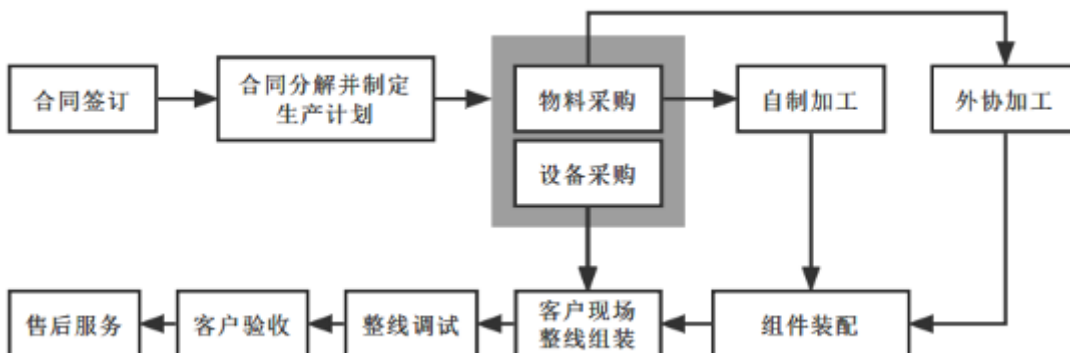 合同签订
合同分解并制定
生产计划
物料采购
自制加工
外协加工
设备采购
售后服务
客户验收
整线调试
客户现场
整线组装
组件装配